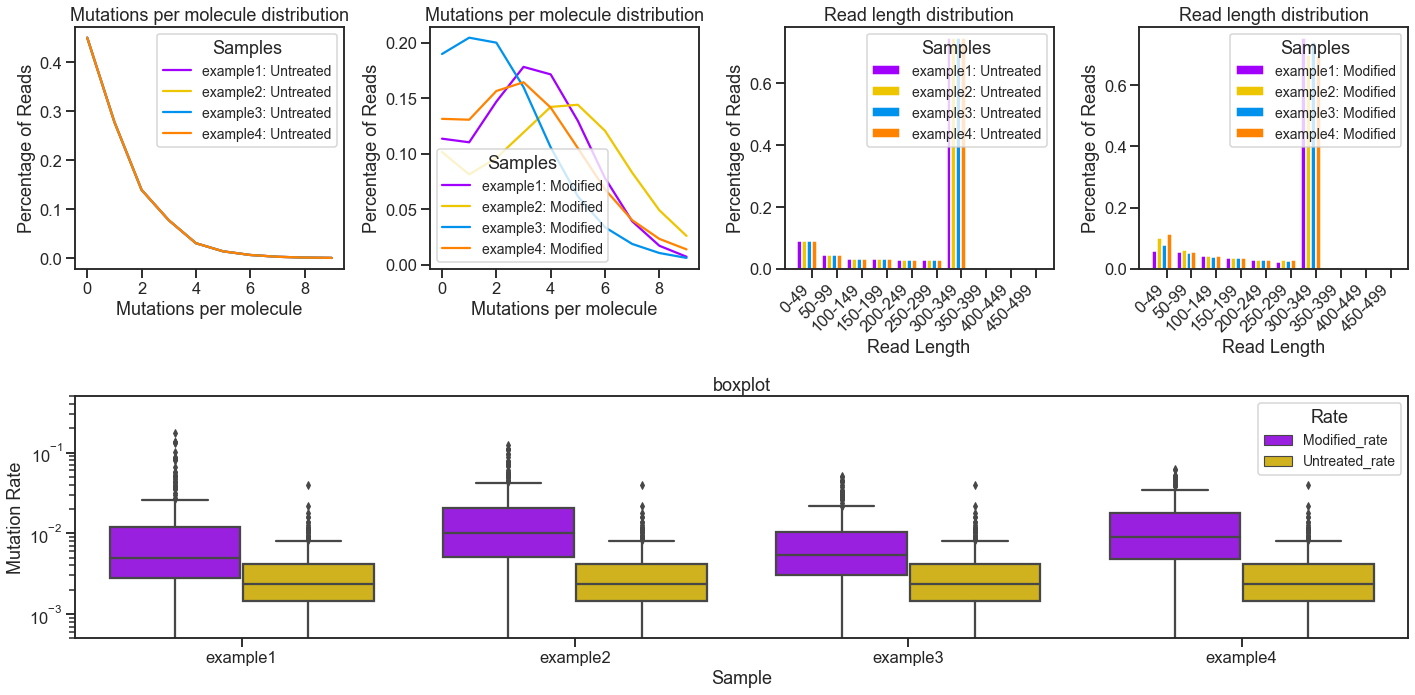 Mutations per molecule distribution
Percentage of Reads
0.4
0.3
0.2
0.1
0.0
0 2 4 6 8
Mutations per molecule
Samples
example1: Untreated
example2: Untreated
example3: Untreated
example4: Untreated
Mutations per molecule distribution
Percentage of Reads
0.20
0.15
0.10
0.05
0.00
0 2 4 6 8
Mutations per molecule
Samples
example1: Modified
example2: Modified
example3: Modified
example4: Modified
Read length distribution
Percentage of Reads
0.6
0.4
0.2
0.0
0-49
50-99
100-149
150-199
200-249
250-299
300-349
350-399
400-449
450-499
Read Length
Samples
example1: Untreated
example2: Untreated
example3: Untreated
example4: Untreated
Read length distribution
Percentage of Reads
0.6
0.4
0.2
0.0
0-49
50-99
100-149
150-199
200-249
250-299
300-349
350-399
400-449
450-499
Read Length
Samples
example1: Modified
example2: Modified
example3: Modified
example4: Modified
boxplot
Mutation Rate
10⁻¹
10⁻²
10⁻³
example1 example2 example3 example4
Sample
Rate
Modified_rate
Untreated_rate